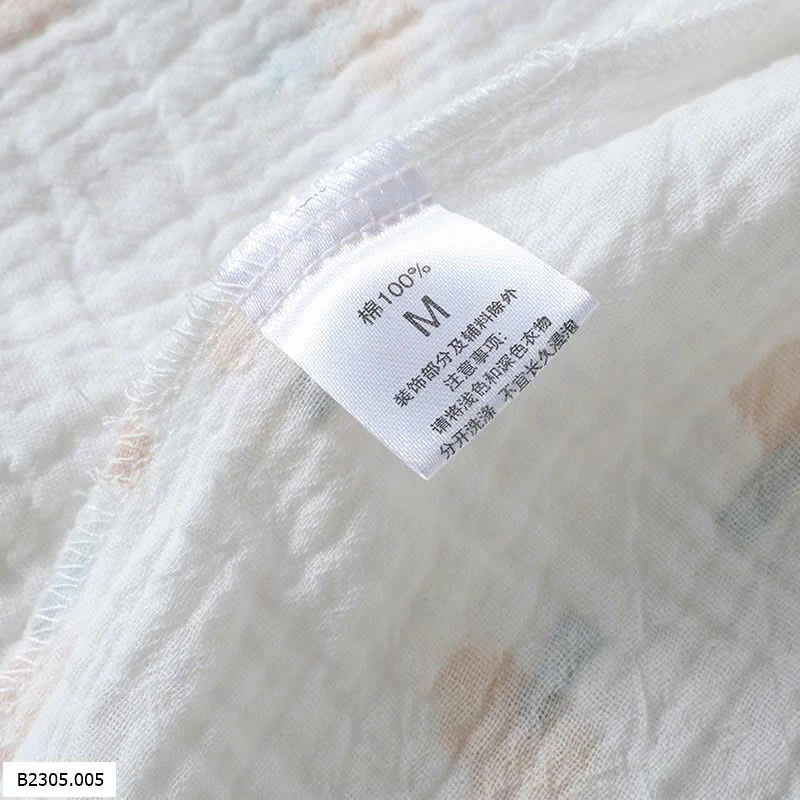 棉100%
M
装饰部分及辅料除外
注意事项:
请将浅色和深色衣物
分开洗涤 不宜长久浸泡
B2305.005